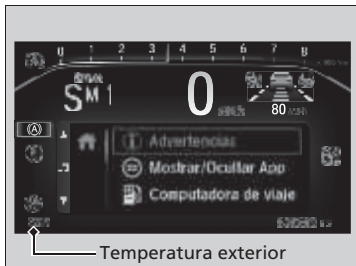 0 1 2 3 4 5 6 7 8
S M 1
0
80
A
Advertencias
Mostrar/Ocultar App
Computadora de viaje
Temperatura exterior